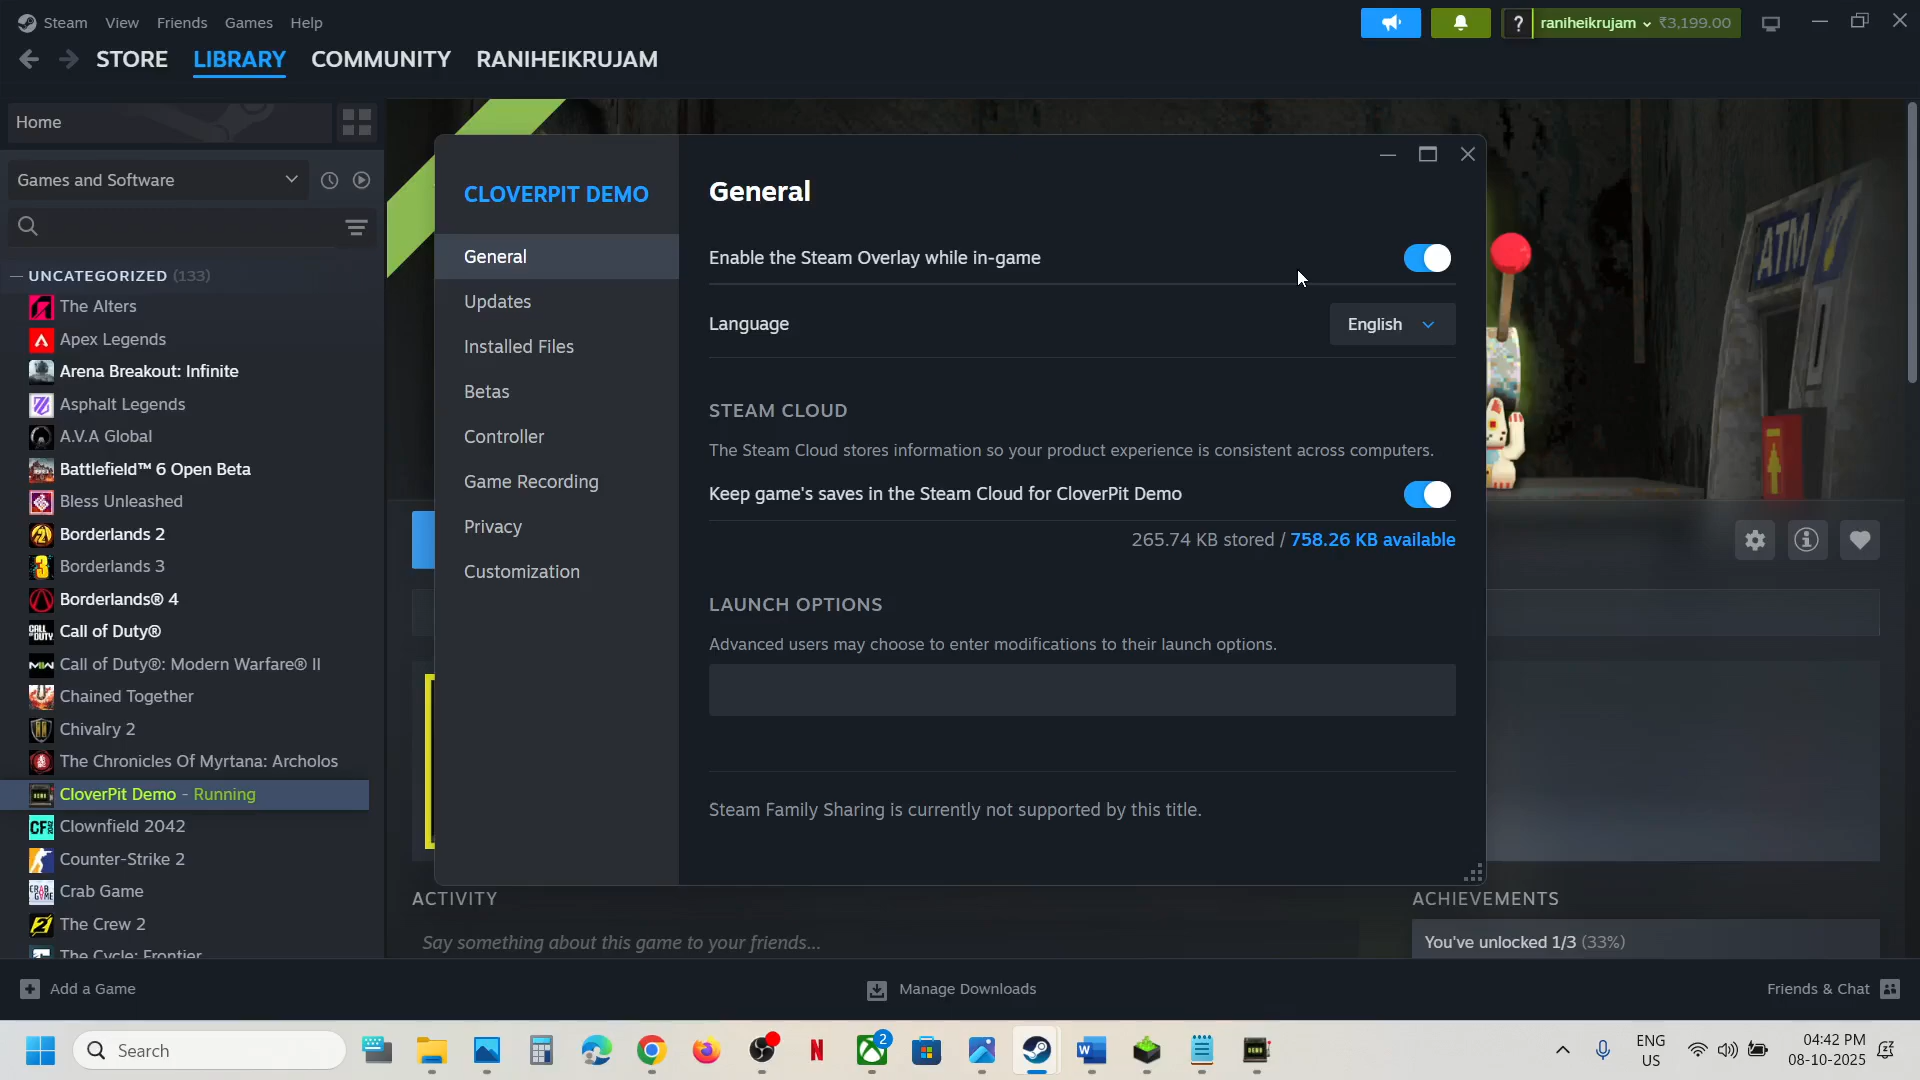 Steam View Friends Games Help
raniheikrujam ₹3,199.00
STORE LIBRARY COMMUNITY RANIHEIKRUJAM
Home
Games and Software
UNCATEGORIZED (133)
The Alters
Apex Legends
Arena Breakout: Infinite
Asphalt Legends
A.V.A Global
Battlefield™ 6 Open Beta
Bless Unleashed
Borderlands 2
Borderlands 3
Borderlands® 4
Call of Duty®
Call of Duty®: Modern Warfare® II
Chained Together
Chivalry 2
The Chronicles Of Myrtana: Archolos
CloverPit Demo - Running
Clownfield 2042
Counter-Strike 2
Crab Game
The Crew 2
The Cycle: Frontier
CLOVERPIT DEMO
General
Updates
Installed Files
Betas
Controller
Game Recording
Privacy
Customization
General
Enable the Steam Overlay while in-game
Language English
STEAM CLOUD
The Steam Cloud stores information so your product experience is consistent across computers.
Keep game's saves in the Steam Cloud for CloverPit Demo
265.74 KB stored / 758.26 KB available
LAUNCH OPTIONS
Advanced users may choose to enter modifications to their launch options.
Steam Family Sharing is currently not supported by this title.
ATM
ACTIVITY
Say something about this game to your friends...
ACHIEVEMENTS
You've unlocked 1/3 (33%)
Add a Game
Manage Downloads
Friends & Chat
Search
2
ENG
US
04:42 PM
08-10-2025